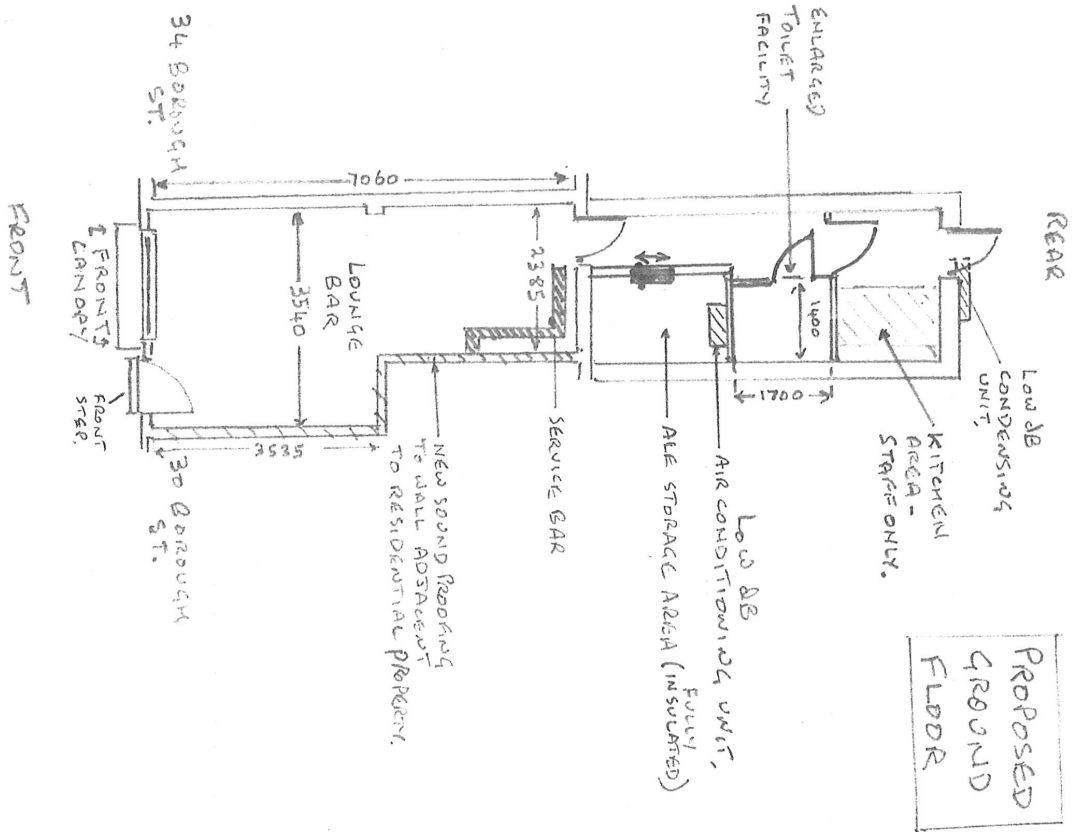 PROPOSED
GROUND
FLOOR
REAR
LOW dB
CONDENSING
UNIT,
KITCHEN
AREA -
STAFF ONLY.
ENLARGED
TOILET
FACILITY
1400
1700
LOW dB
AIR CONDITIONING UNIT,
ALE STORAGE AREA (FULLY INSULATED)
SERVICE BAR
NEW SOUND PROOFING
TO WALL ADJACENT
TO RESIDENTIAL PROPERTY.
7060
2385
LOUNGE
BAR
3540
3535
34 BOROUGH
ST.
30 BOROUGH
ST.
FRONT
CANOPY
FRONT
STEP.
FRONT